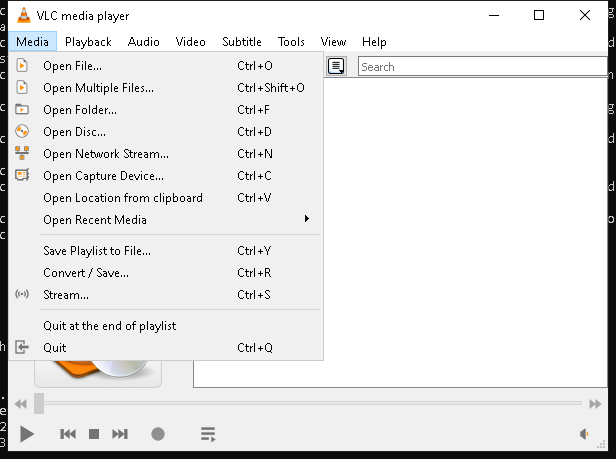 VLC media player
Media Playback Audio Video Subtitle Tools View Help
Open File... Ctrl+O
Open Multiple Files... Ctrl+Shift+O
Open Folder... Ctrl+F
Open Disc... Ctrl+D
Open Network Stream... Ctrl+N
Open Capture Device... Ctrl+C
Open Location from clipboard Ctrl+V
Open Recent Media
Save Playlist to File... Ctrl+Y
Convert / Save... Ctrl+R
Stream... Ctrl+S
Quit at the end of playlist
Quit Ctrl+Q
Search